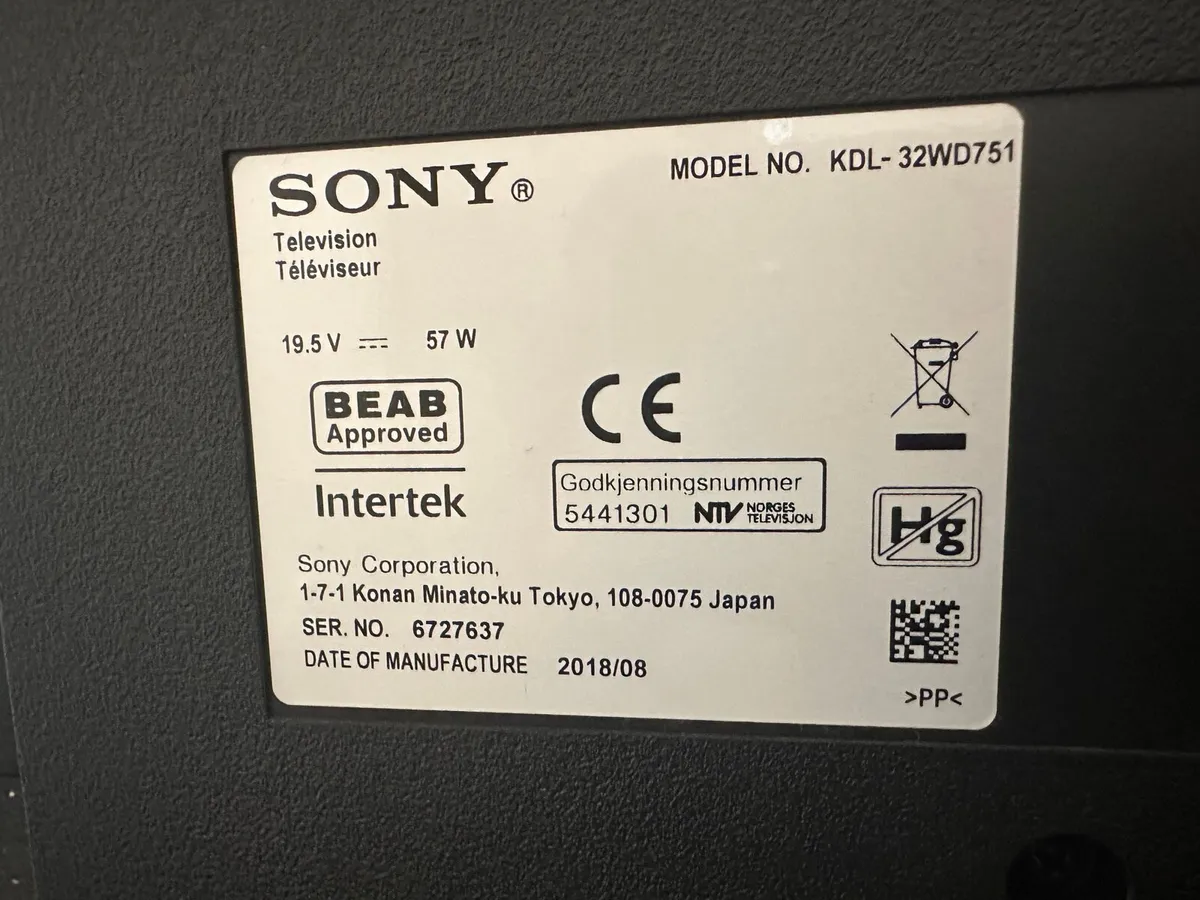 SONY®
MODEL NO. KDL- 32WD751
Television
Téléviseur
19.5 V ⎓ 57 W
BEAB
Approved
Intertek
CE
Godkjenningsnummer
5441301 NTV NORGES TELEVISJON
Hg
Sony Corporation,
1-7-1 Konan Minato-ku Tokyo, 108-0075 Japan
SER. NO. 6727637
DATE OF MANUFACTURE 2018/08
>PP<